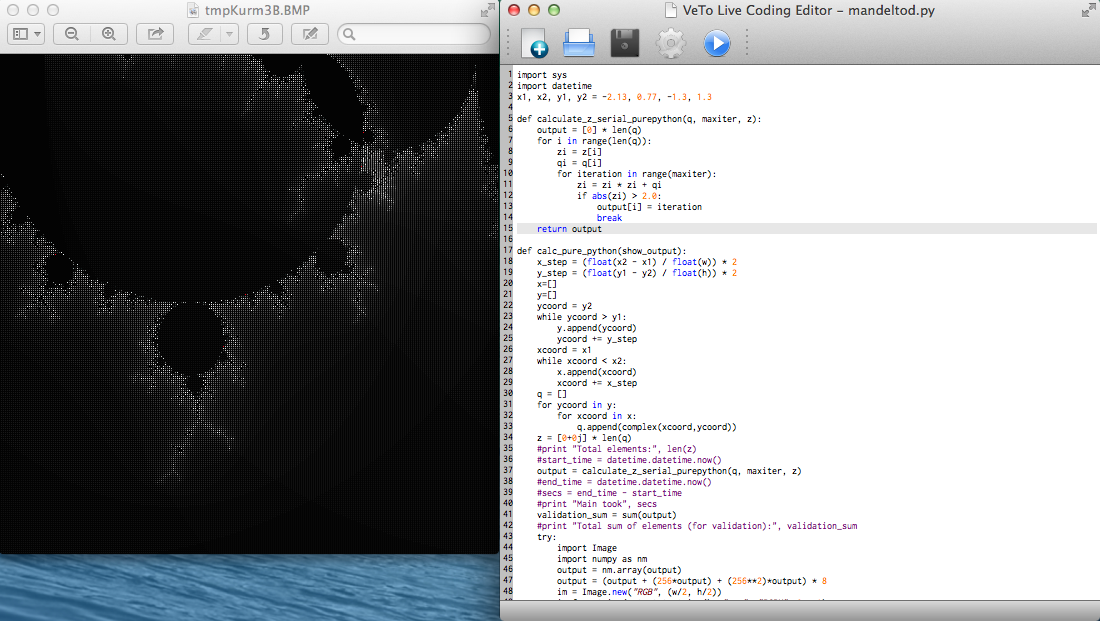 tmpKurm3B.BMP
VeTo Live Coding Editor – mandeltod.py
1 import sys
2 import datetime
3 x1, x2, y1, y2 = -2.13, 0.77, -1.3, 1.3
4
5 def calculate_z_serial_purepython(q, maxiter, z):
6     output = [0] * len(q)
7     for i in range(len(q)):
8         zi = z[i]
9         qi = q[i]
10         for iteration in range(maxiter):
11             zi = zi * zi + qi
12             if abs(zi) > 2.0:
13                 output[i] = iteration
14                 break
15     return output
16
17 def calc_pure_python(show_output):
18     x_step = (float(x2 - x1) / float(w)) * 2
19     y_step = (float(y1 - y2) / float(h)) * 2
20     x=[]
21     y=[]
22     ycoord = y2
23     while ycoord > y1:
24         y.append(ycoord)
25         ycoord += y_step
26     xcoord = x1
27     while xcoord < x2:
28         x.append(xcoord)
29         xcoord += x_step
30     q = []
31     for ycoord in y:
32         for xcoord in x:
33             q.append(complex(xcoord,ycoord))
34     z = [0+0j] * len(q)
35     #print "Total elements:", len(z)
36     #start_time = datetime.datetime.now()
37     output = calculate_z_serial_purepython(q, maxiter, z)
38     #end_time = datetime.datetime.now()
39     #secs = end_time - start_time
40     #print "Main took", secs
41     validation_sum = sum(output)
42     #print "Total sum of elements (for validation):", validation_sum
43     try:
44         import Image
45         import numpy as nm
46         output = nm.array(output)
47         output = (output + (256*output) + (256**2)*output) * 8
48         im = Image.new("RGB", (w/2, h/2))